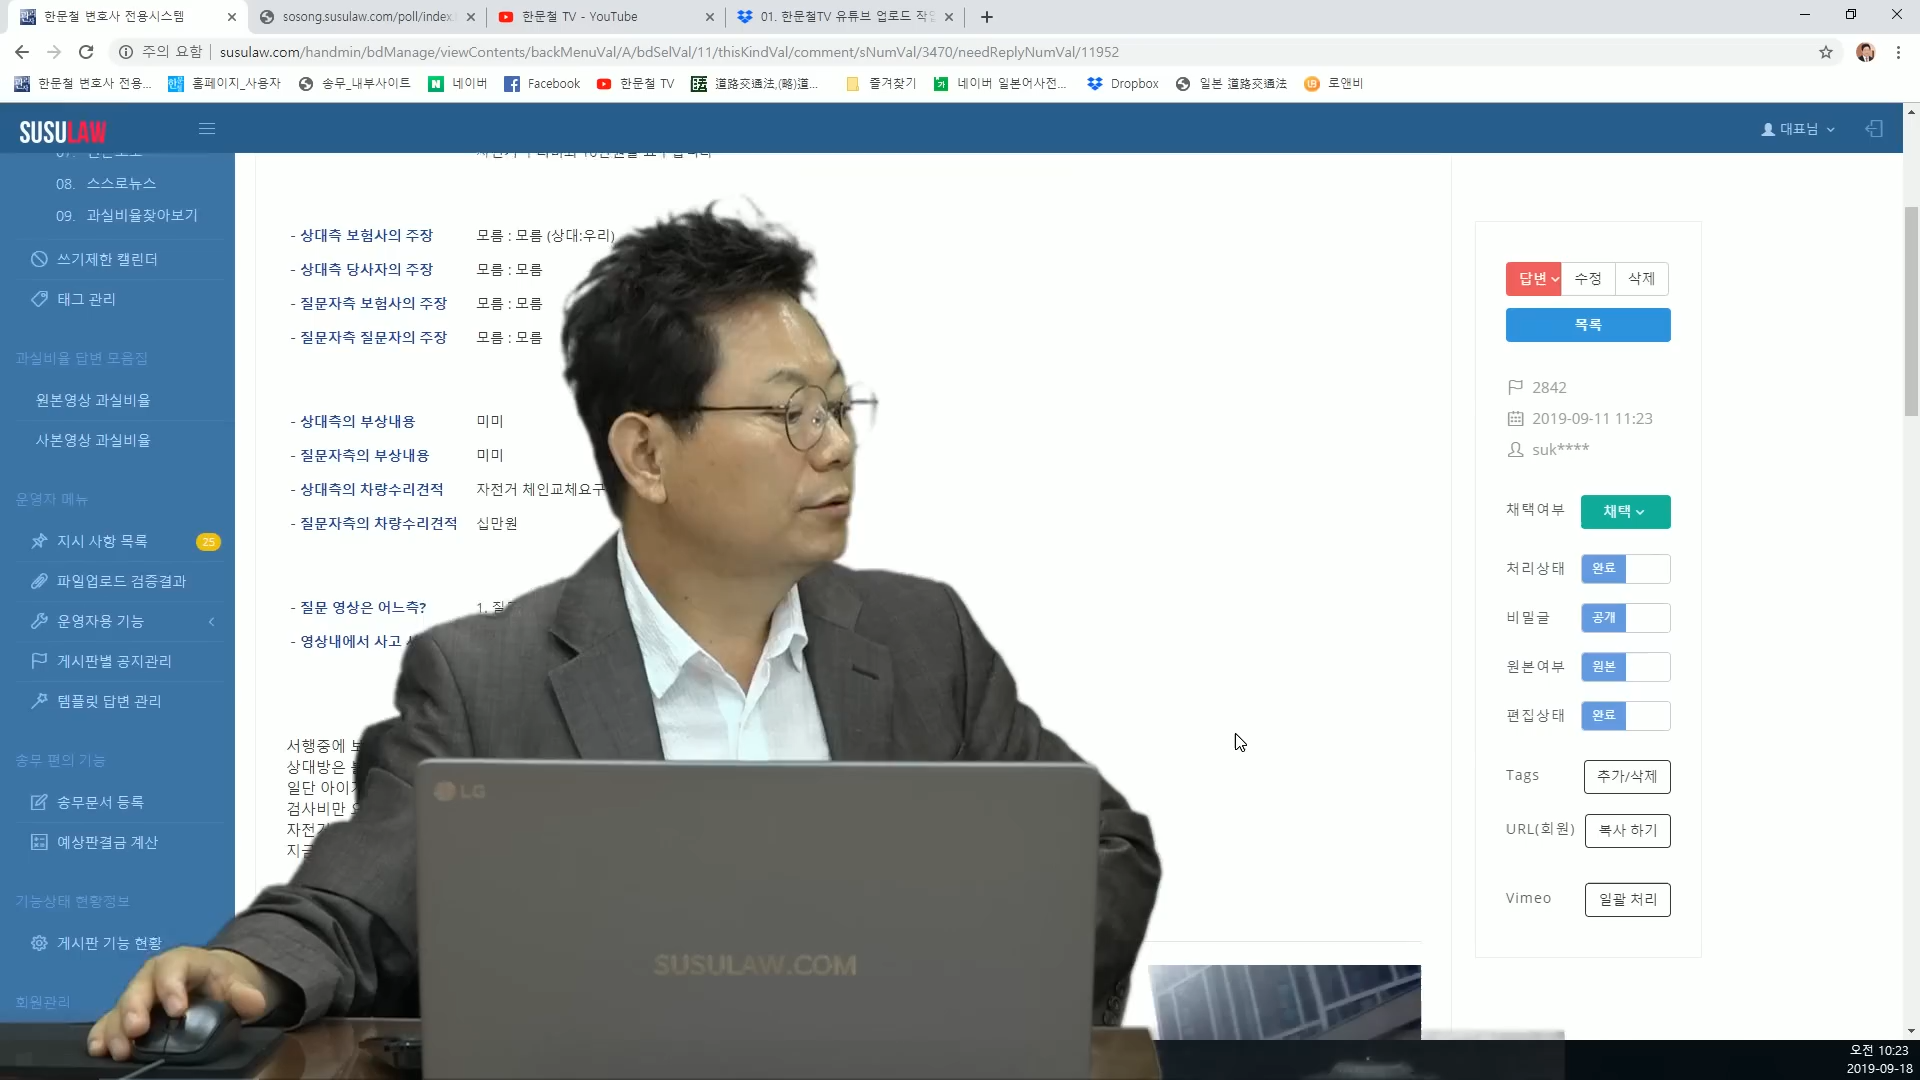 한문철 변호사 전용시스템
sosong.susulaw.com/poll/index.
한문철 TV - YouTube
01. 한문철TV 유튜브 업로드 작업
주의 요함
susulaw.com/handmin/bdManage/viewContents/backMenuVal/A/bdSelVal/11/thisKindVal/comment/sNumVal/3470/needReplyNumVal/11952
한문철 변호사 전용...
홈페이지_사용자
송무_내부사이트
네이버
Facebook
한문철 TV
道路交通法,(略)道...
즐겨찾기
네이버 일본어사전...
Dropbox
일본 道路交通法
로앤비
SUSULAW
대표님
07.
08. 스스로뉴스
09. 과실비율찾아보기
쓰기제한 캘린더
태그 관리
과실비율 답변 모음집
원본영상 과실비율
사본영상 과실비율
운영자 메뉴
지시 사항 목록 25
파일업로드 검증결과
운영자용 기능
게시판별 공지관리
템플릿 답변 관리
송무 편의 기능
송무문서 등록
예상판결금 계산
기능상태 현황정보
게시판 기능 현황
회원관리
- 상대측 보험사의 주장 모름 : 모름 (상대:우리)
- 상대측 당사자의 주장 모름 : 모름
- 질문자측 보험사의 주장 모름 : 모름
- 질문자측 질문자의 주장 모름 : 모름
- 상대측의 부상내용 미미
- 질문자측의 부상내용 미미
- 상대측의 차량수리견적 자전거 체인교체요구
- 질문자측의 차량수리견적 십만원
- 질문 영상은 어느측? 1. 질
- 영상내에서 사고
서행중에
상대방은
일단 아이
검사비만
자전거
지금
답변 수정 삭제
목록
2842
2019-09-11 11:23
suk****
채택여부 채택
처리상태 완료
비밀글 공개
원본여부 원본
편집상태 완료
Tags 추가/삭제
URL(회원) 복사 하기
Vimeo 일괄 처리
LG
SUSULAW.COM
오전 10:23
2019-09-18